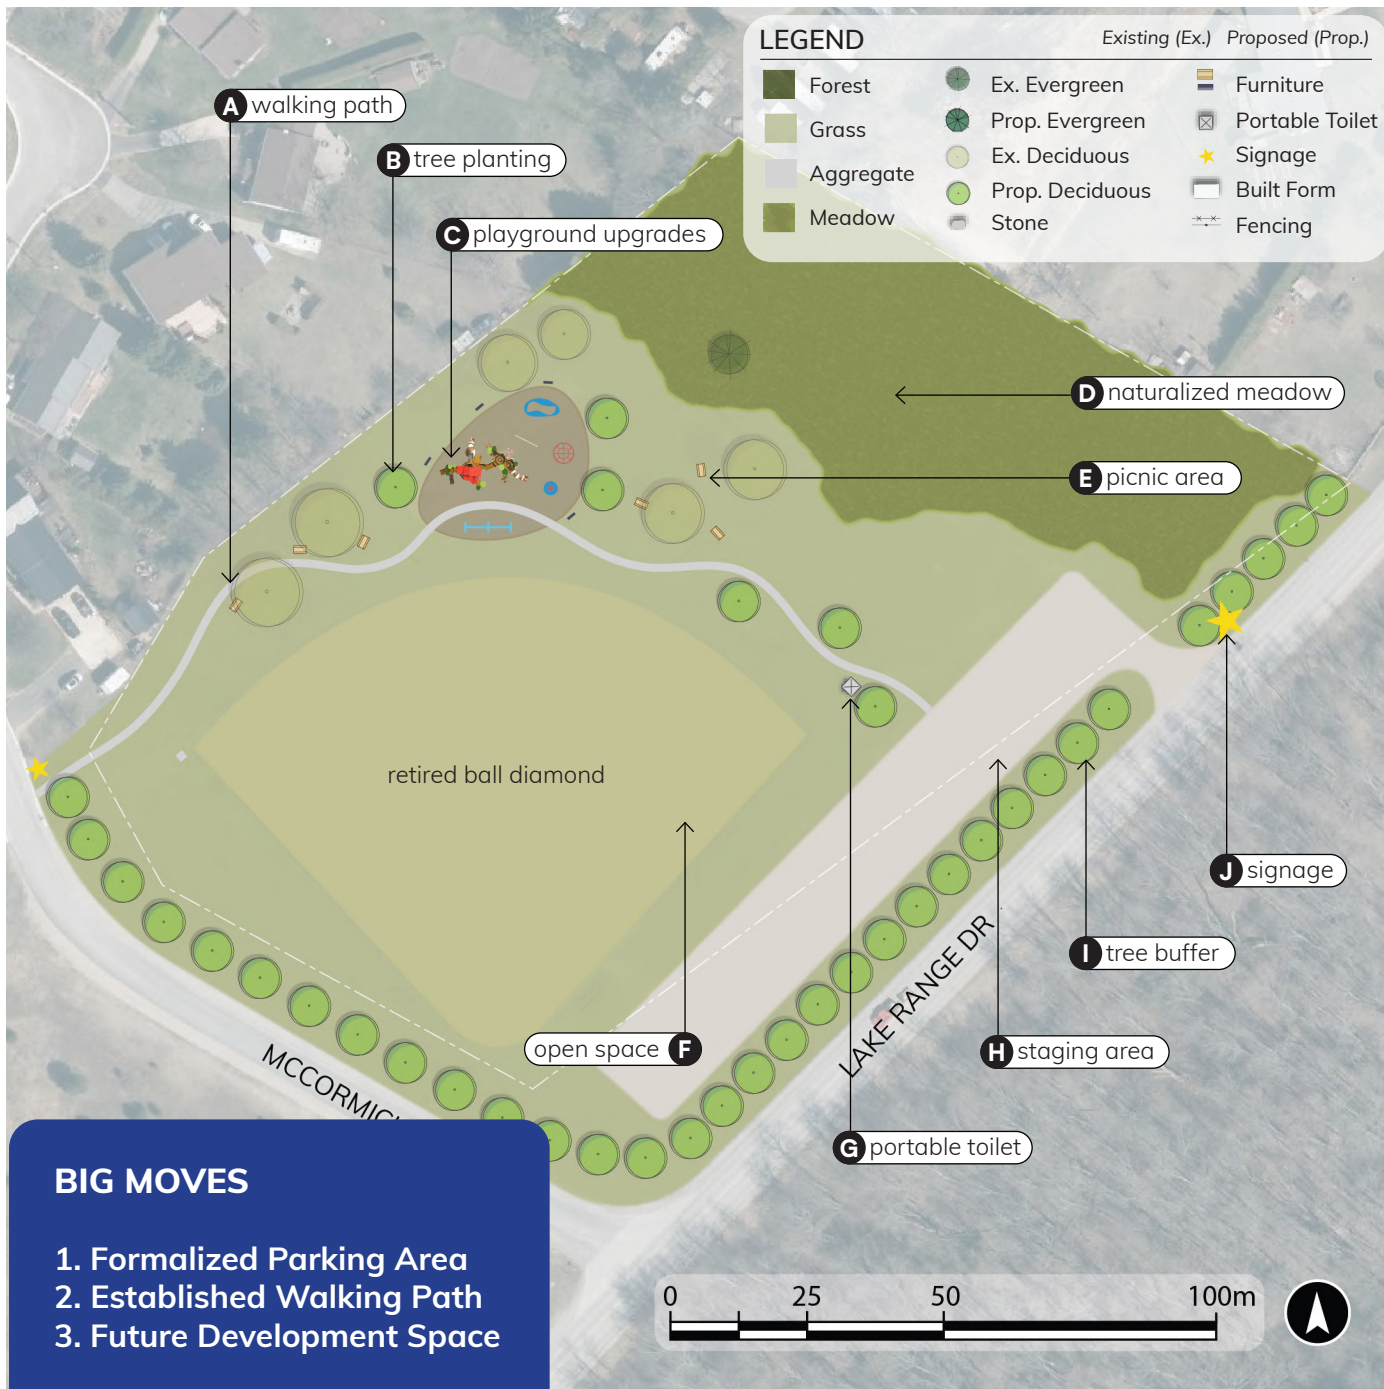 LEGEND
Existing (Ex.) Proposed (Prop.)
Forest
Grass
Aggregate
Meadow
Ex. Evergreen
Prop. Evergreen
Ex. Deciduous
Prop. Deciduous
Stone
Furniture
Portable Toilet
Signage
Built Form
Fencing
A walking path
B tree planting
C playground upgrades
D naturalized meadow
E picnic area
retired ball diamond
J signage
I tree buffer
LAKE RANGE DR
open space F
H staging area
MCCORMIC
G portable toilet
BIG MOVES
1. Formalized Parking Area
2. Established Walking Path
3. Future Development Space
0 25 50 100m